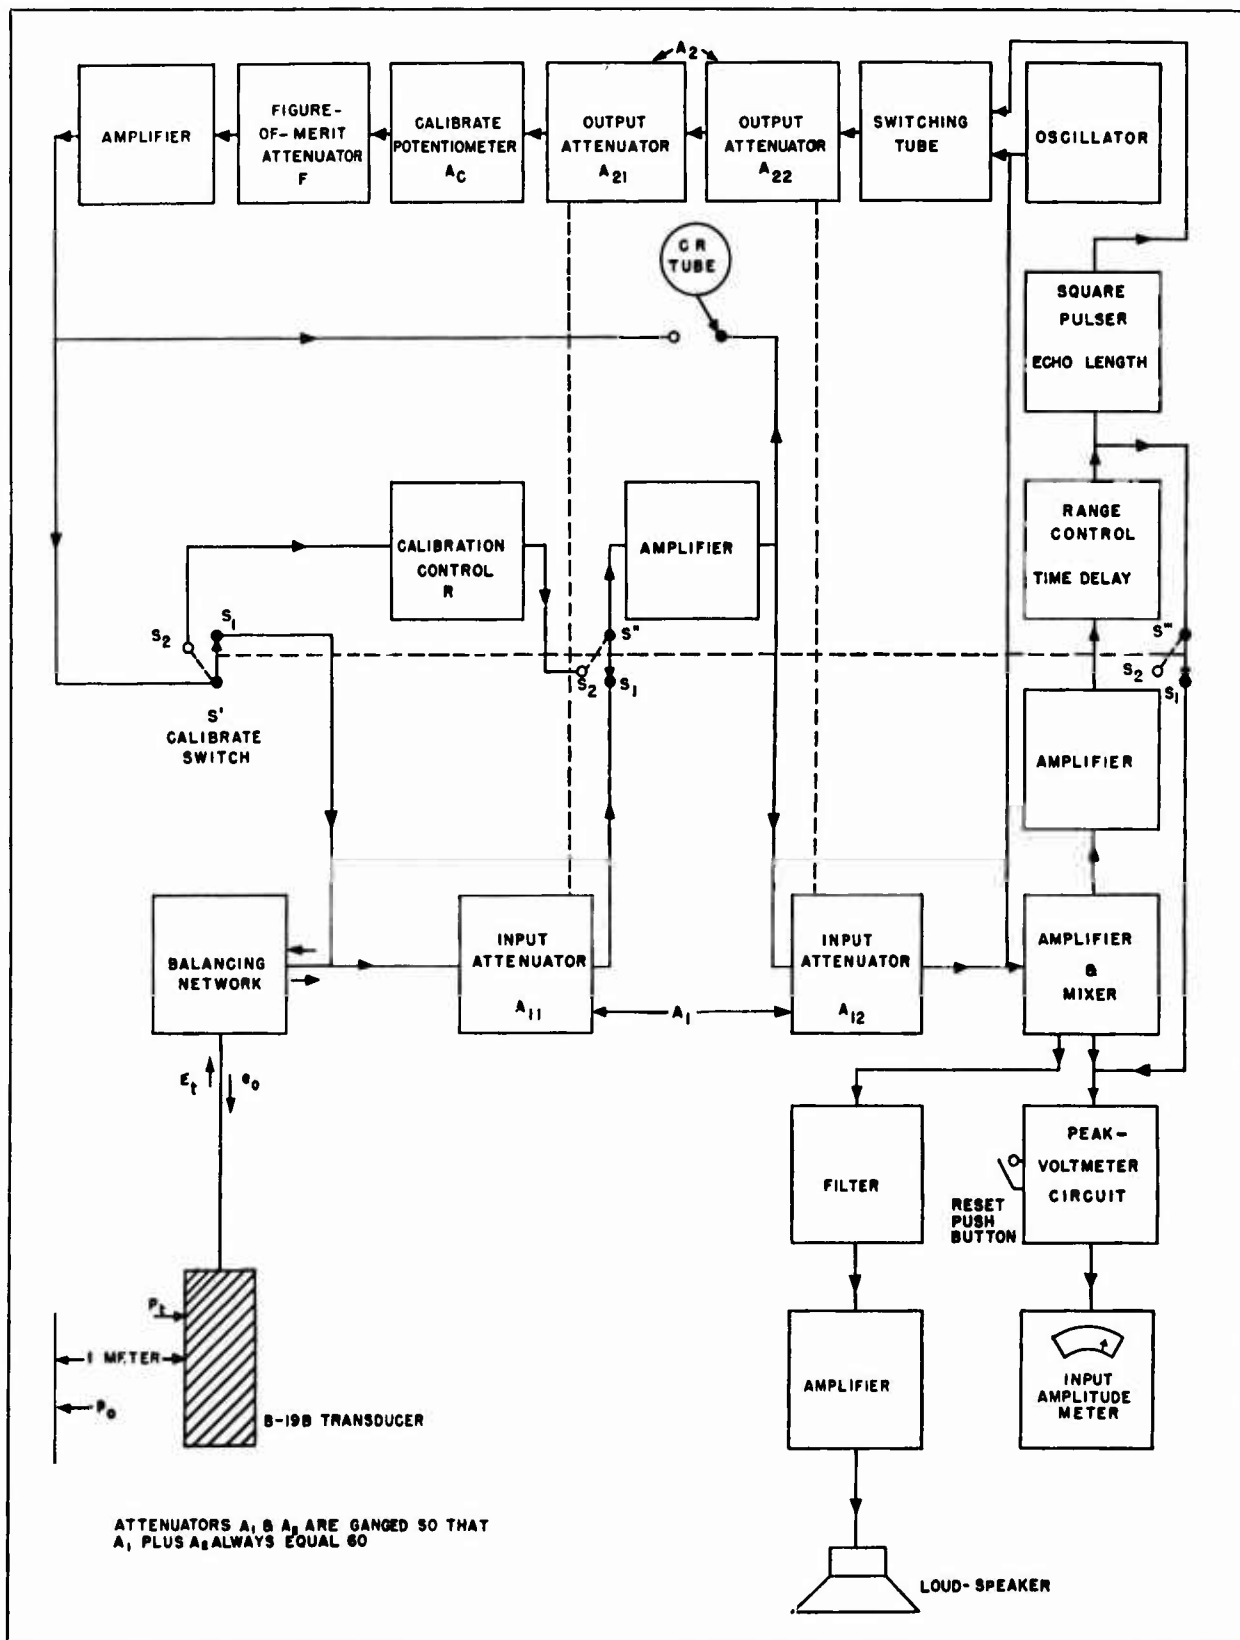 A2
AMPLIFIER
FIGURE-
OF-MERIT
ATTENUATOR
F
CALIBRATE
POTENTIOMETER
AC
OUTPUT
ATTENUATOR
A21
OUTPUT
ATTENUATOR
A22
SWITCHING
TUBE
OSCILLATOR
CR
TUBE
SQUARE
PULSER
ECHO LENGTH
CALIBRATION
CONTROL
R
AMPLIFIER
RANGE
CONTROL
TIME DELAY
S2
S1
S'
CALIBRATE
SWITCH
S"
S2
S1
S'''
S2
S1
AMPLIFIER
BALANCING
NETWORK
INPUT
ATTENUATOR
A11
A1
INPUT
ATTENUATOR
A12
AMPLIFIER
&
MIXER
Et
eo
FILTER
PEAK-
VOLTMETER
CIRCUIT
RESET
PUSH
BUTTON
Pt
1 METER
Po
B-19B TRANSDUCER
AMPLIFIER
INPUT
AMPLITUDE
METER
ATTENUATORS A1 & A2 ARE GANGED SO THAT
A1 PLUS A2 ALWAYS EQUAL 60
LOUD-SPEAKER